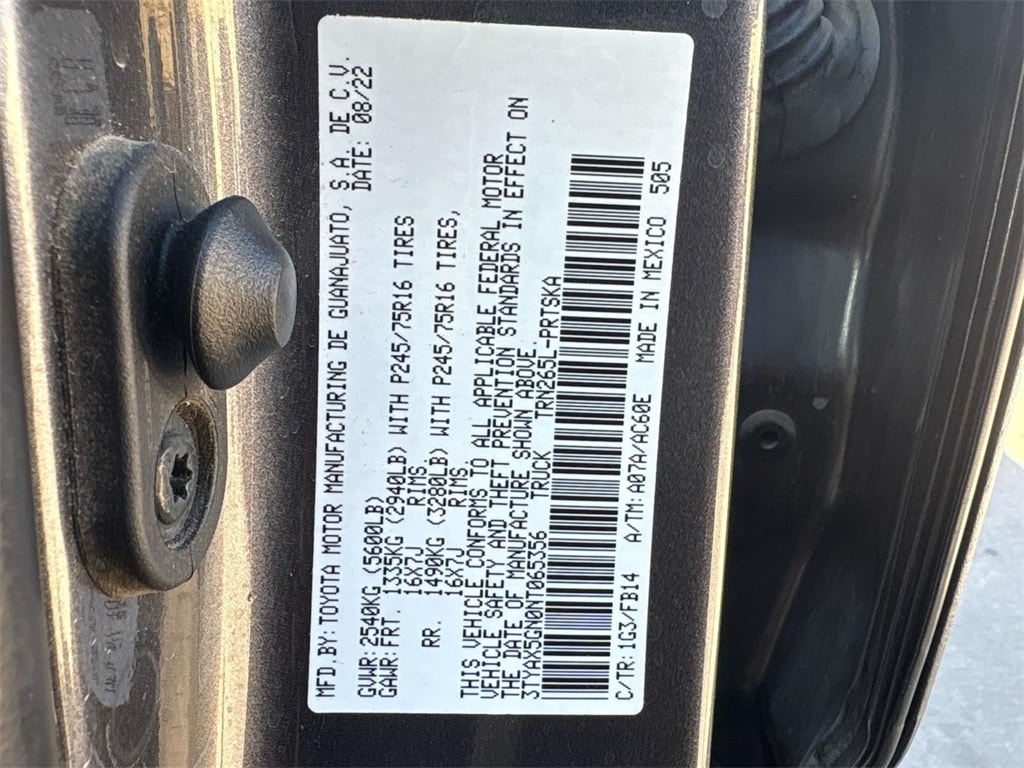 MFD.BY:TOYOTA MOTOR MANUFACTURING DE GUANAJUATO, S.A. DE C.V.
DATE: 08/22
GVWR:2540KG (5600LB)
GAWR:FRT. 1335KG (2940LB) WITH P245/75R16 TIRES
16X7J RIMS
RR. 1490KG (3280LB) WITH P245/75R16 TIRES,
16X7J RIMS,
THIS VEHICLE CONFORMS TO ALL APPLICABLE FEDERAL MOTOR
VEHICLE SAFETY AND THEFT PREVENTION STANDARDS IN EFFECT ON
THE DATE OF MANUFACTURE SHOWN ABOVE.
3TYAX5GN0NT065356 TRUCK TRN265L-PRTSKA
C/TR:1G3/FB14 A/TM:A07A/AC60E MADE IN MEXICO 505